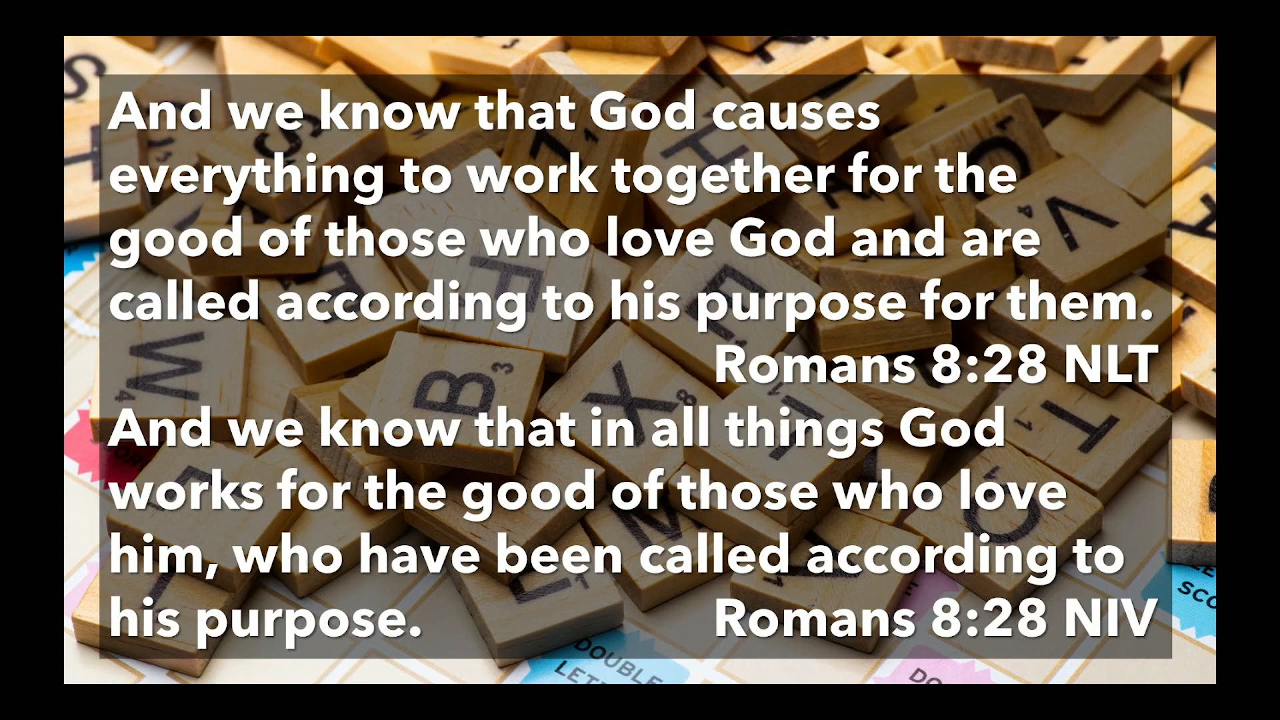 And we know that God causes
everything to work together for the
good of those who love God and are
called according to his purpose for them.
Romans 8:28 NLT
And we know that in all things God
works for the good of those who love
him, who have been called according to
his purpose. Romans 8:28 NIV
DOUBLE